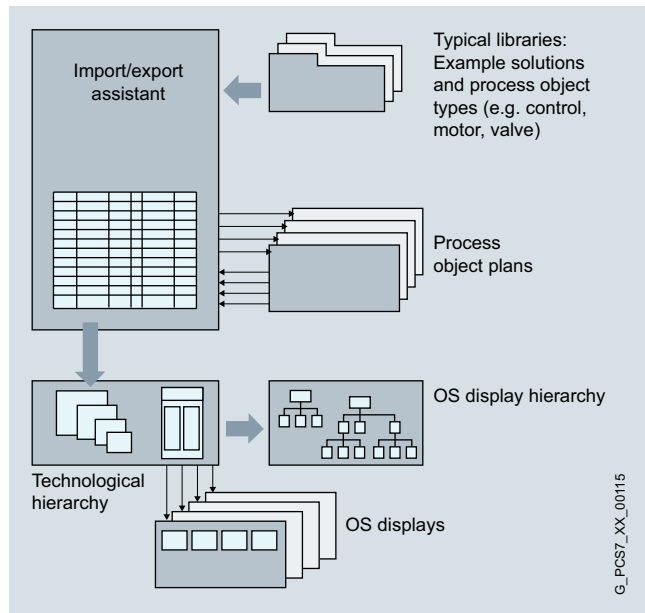 Import/export
assistant
Typical libraries:
Example solutions
and process object
types (e.g. control,
motor, valve)
Process
object plans
OS display hierarchy
Technological
hierarchy
OS displays
G_PCS7_XX_00115